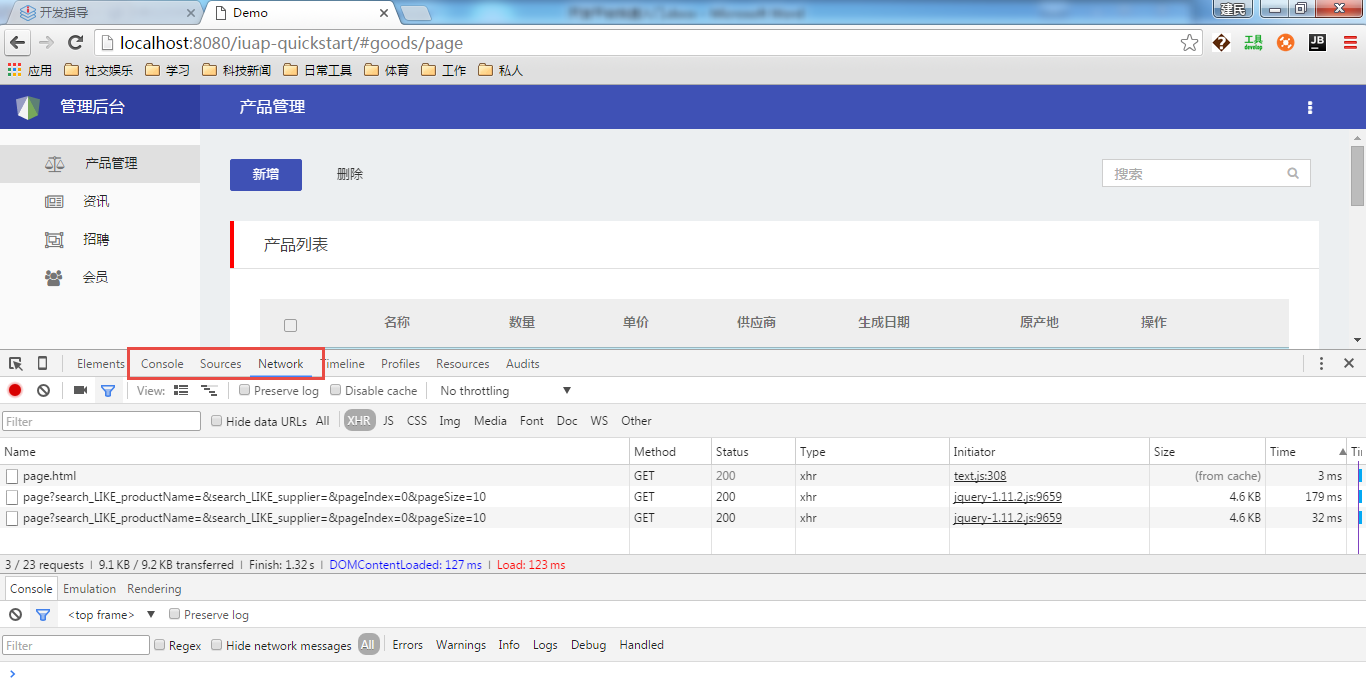 开发指导 Demo 建民
localhost:8080/iuap-quickstart/#goods/page 工具 develop JB
应用 社交娱乐 学习 科技新闻 日常工具 体育 工作 私人
管理后台 产品管理
产品管理
新增 删除 搜索
资讯
招聘
产品列表
会员
名称 数量 单价 供应商 生成日期 原产地 操作
Elements Console Sources Network Timeline Profiles Resources Audits
View: Preserve log Disable cache No throttling
Filter Hide data URLs All XHR JS CSS Img Media Font Doc WS Other
Name Method Status Type Initiator Size Time Ti
page.html GET 200 xhr text.js:308 (from cache) 3 ms
page?search_LIKE_productName=&search_LIKE_supplier=&pageIndex=0&pageSize=10 GET 200 xhr jquery-1.11.2.js:9659 4.6 KB 179 ms
page?search_LIKE_productName=&search_LIKE_supplier=&pageIndex=0&pageSize=10 GET 200 xhr jquery-1.11.2.js:9659 4.6 KB 32 ms
3 / 23 requests | 9.1 KB / 9.2 KB transferred | Finish: 1.32 s | DOMContentLoaded: 127 ms | Load: 123 ms
Console Emulation Rendering
<top frame> Preserve log
Filter Regex Hide network messages All Errors Warnings Info Logs Debug Handled